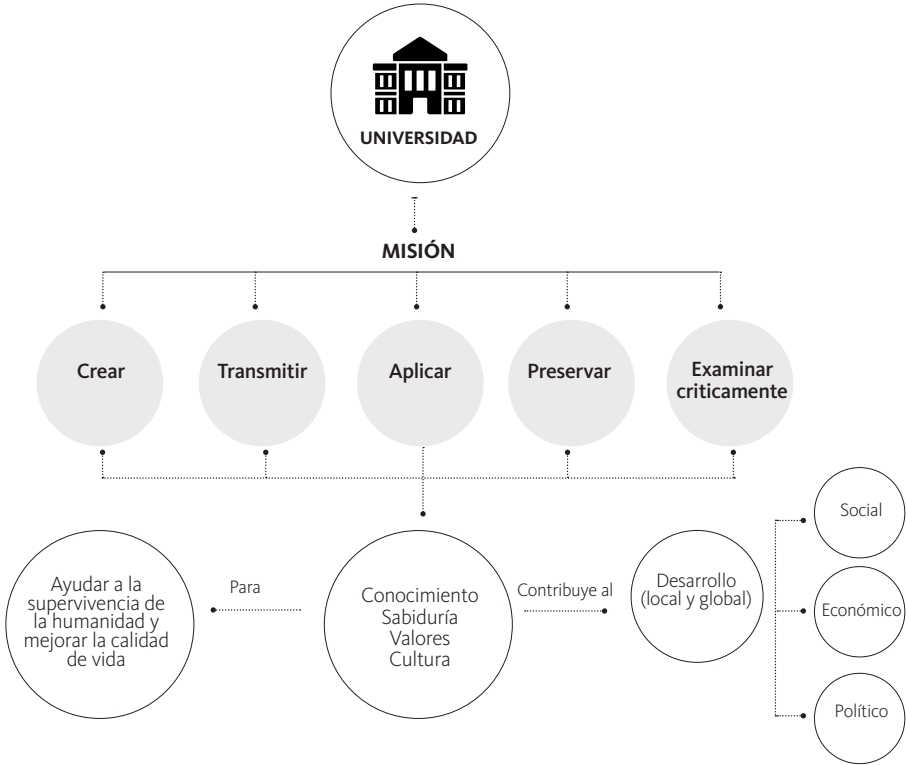 UNIVERSIDAD
MISIÓN
Crear
Transmitir
Aplicar
Preservar
Examinar
criticamente
Ayudar a la
supervivencia de
la humanidad y
mejorar la calidad
de vida
Para
Conocimiento
Sabiduría
Valores
Cultura
Contribuye al
Desarrollo
(local y global)
Social
Económico
Político